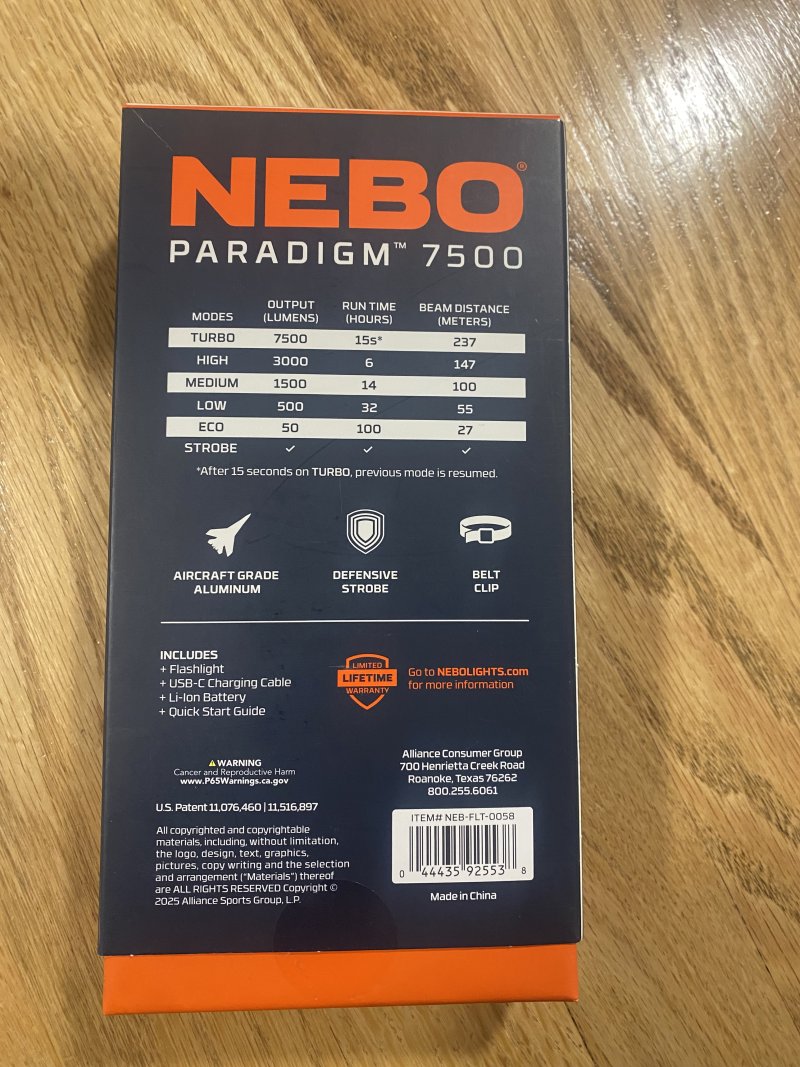 NEBO®
PARADIGM™ 7500
MODES OUTPUT (LUMENS) RUN TIME (HOURS) BEAM DISTANCE (METERS)
TURBO 7500 15s* 237
HIGH 3000 6 147
MEDIUM 1500 14 100
LOW 500 32 55
ECO 50 100 27
STROBE ✓ ✓ ✓
*After 15 seconds on TURBO, previous mode is resumed.
AIRCRAFT GRADE
ALUMINUM
DEFENSIVE
STROBE
BELT
CLIP
INCLUDES
+ Flashlight
+ USB-C Charging Cable
+ Li-Ion Battery
+ Quick Start Guide
LIMITED
LIFETIME
WARRANTY
Go to NEBOLIGHTS.com
for more information
⚠WARNING
Cancer and Reproductive Harm
www.P65Warnings.ca.gov
U.S. Patent 11,076,460 | 11,516,897
All copyrighted and copyrightable
materials, including, without limitation,
the logo, design, text, graphics,
pictures, copy writing and the selection
and arrangement ("Materials") thereof
are ALL RIGHTS RESERVED Copyright ©
2025 Alliance Sports Group, L.P.
Alliance Consumer Group
700 Henrietta Creek Road
Roanoke, Texas 76262
800.255.6061
ITEM# NEB-FLT-0058
0 44435 92553 8
Made in China